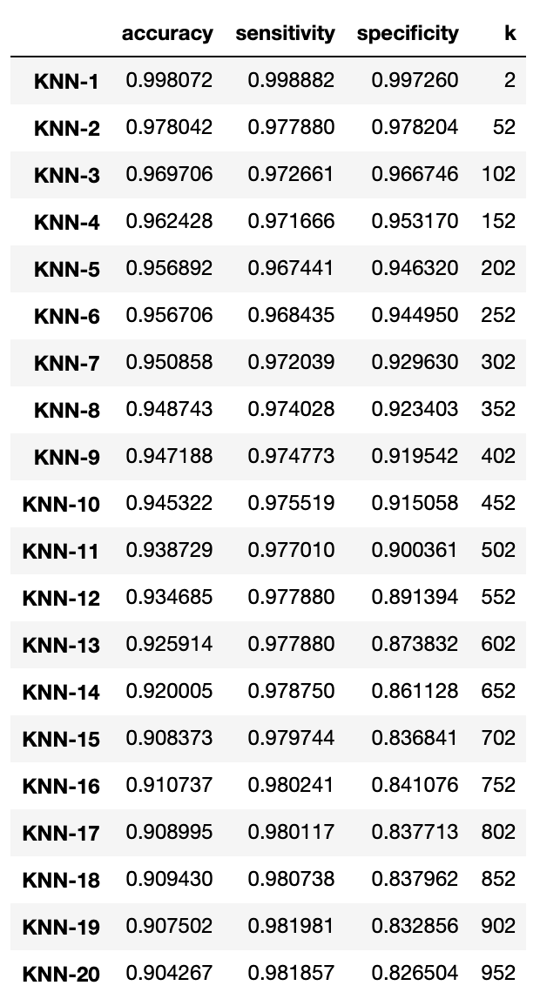 accuracy sensitivity specificity k
KNN-1 0.998072 0.998882 0.997260 2
KNN-2 0.978042 0.977880 0.978204 52
KNN-3 0.969706 0.972661 0.966746 102
KNN-4 0.962428 0.971666 0.953170 152
KNN-5 0.956892 0.967441 0.946320 202
KNN-6 0.956706 0.968435 0.944950 252
KNN-7 0.950858 0.972039 0.929630 302
KNN-8 0.948743 0.974028 0.923403 352
KNN-9 0.947188 0.974773 0.919542 402
KNN-10 0.945322 0.975519 0.915058 452
KNN-11 0.938729 0.977010 0.900361 502
KNN-12 0.934685 0.977880 0.891394 552
KNN-13 0.925914 0.977880 0.873832 602
KNN-14 0.920005 0.978750 0.861128 652
KNN-15 0.908373 0.979744 0.836841 702
KNN-16 0.910737 0.980241 0.841076 752
KNN-17 0.908995 0.980117 0.837713 802
KNN-18 0.909430 0.980738 0.837962 852
KNN-19 0.907502 0.981981 0.832856 902
KNN-20 0.904267 0.981857 0.826504 952